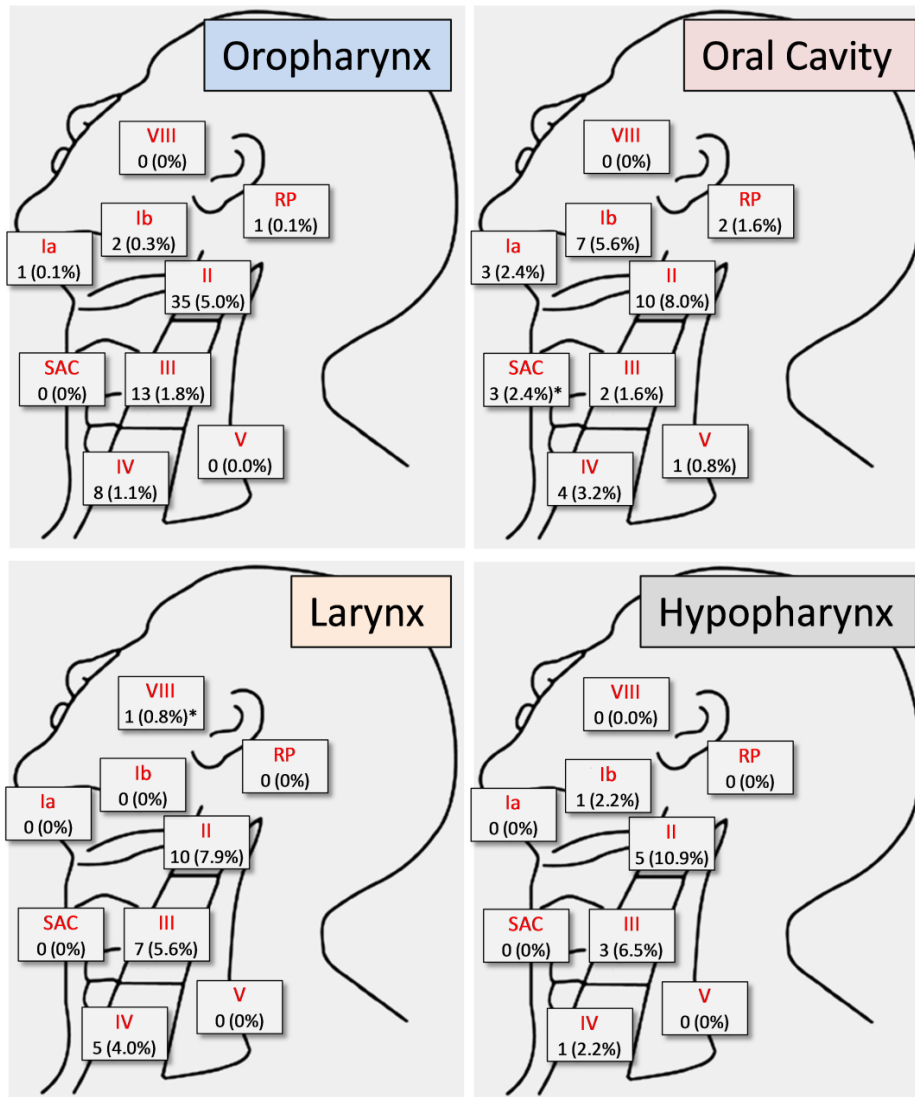 Oropharynx
VIII
0 (0%)
RP
1 (0.1%)
Ib
2 (0.3%)
Ia
1 (0.1%)
II
35 (5.0%)
SAC
0 (0%)
III
13 (1.8%)
V
0 (0.0%)
IV
8 (1.1%)
Oral Cavity
VIII
0 (0%)
RP
2 (1.6%)
Ib
7 (5.6%)
Ia
3 (2.4%)
II
10 (8.0%)
SAC
3 (2.4%)*
III
2 (1.6%)
V
1 (0.8%)
IV
4 (3.2%)
Larynx
VIII
1 (0.8%)*
RP
0 (0%)
Ib
0 (0%)
Ia
0 (0%)
II
10 (7.9%)
SAC
0 (0%)
III
7 (5.6%)
V
0 (0%)
IV
5 (4.0%)
Hypopharynx
VIII
0 (0.0%)
RP
0 (0%)
Ib
1 (2.2%)
Ia
0 (0%)
II
5 (10.9%)
SAC
0 (0%)
III
3 (6.5%)
V
0 (0%)
IV
1 (2.2%)